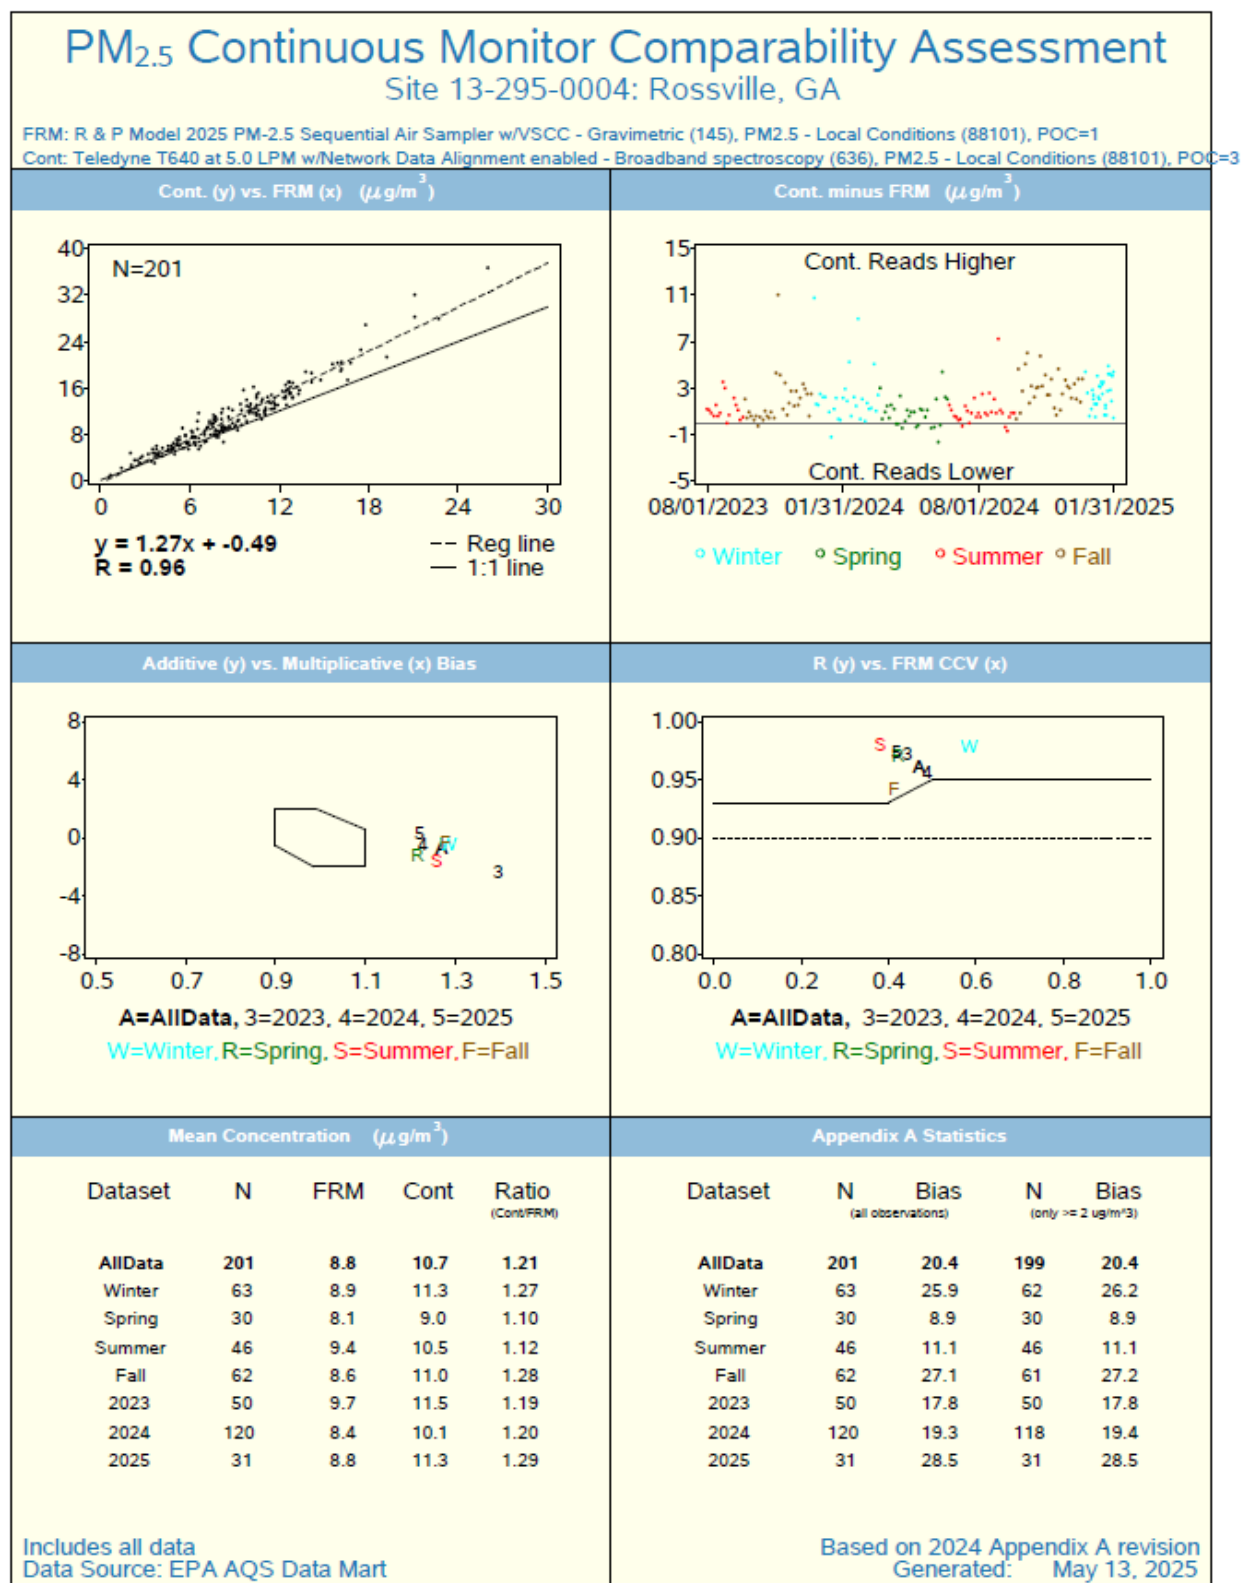 PM2.5 Continuous Monitor Comparability Assessment
Site 13-295-0004: Rossville, GA
FRM: R & P Model 2025 PM-2.5 Sequential Air Sampler w/VSCC - Gravimetric (145), PM2.5 - Local Conditions (88101), POC=1
Cont: Teledyne T640 at 5.0 LPM w/Network Data Alignment enabled - Broadband spectroscopy (636), PM2.5 - Local Conditions (88101), POC=3
Cont. (y) vs. FRM (x) (μg/m3)
40
32
24
16
8
0
N=201
0 6 12 18 24 30
y = 1.27x + -0.49
R = 0.96
Reg line
1:1 line
Cont. minus FRM (μg/m3)
15
11
7
3
-1
-5
Cont. Reads Higher
Cont. Reads Lower
08/01/2023 01/31/2024 08/01/2024 01/31/2025
Winter Spring Summer Fall
Additive (y) vs. Multiplicative (x) Bias
8
4
0
-4
-8
5
4
F
W
A
R
S
3
0.5 0.7 0.9 1.1 1.3 1.5
A=AllData, 3=2023, 4=2024, 5=2025
W=Winter, R=Spring, S=Summer, F=Fall
R (y) vs. FRM CCV (x)
1.00
0.95
0.90
0.85
0.80
S
5
R
3
W
A
4
F
0.0 0.2 0.4 0.6 0.8 1.0
A=AllData, 3=2023, 4=2024, 5=2025
W=Winter, R=Spring, S=Summer, F=Fall
Mean Concentration (μg/m3)
Dataset N FRM Cont Ratio
(Cont/FRM)
AllData 201 8.8 10.7 1.21
Winter 63 8.9 11.3 1.27
Spring 30 8.1 9.0 1.10
Summer 46 9.4 10.5 1.12
Fall 62 8.6 11.0 1.28
2023 50 9.7 11.5 1.19
2024 120 8.4 10.1 1.20
2025 31 8.8 11.3 1.29
Appendix A Statistics
Dataset N Bias N Bias
(all observations) (only >= 2 ug/m^3)
AllData 201 20.4 199 20.4
Winter 63 25.9 62 26.2
Spring 30 8.9 30 8.9
Summer 46 11.1 46 11.1
Fall 62 27.1 61 27.2
2023 50 17.8 50 17.8
2024 120 19.3 118 19.4
2025 31 28.5 31 28.5
Includes all data
Data Source: EPA AQS Data Mart
Based on 2024 Appendix A revision
Generated: May 13, 2025